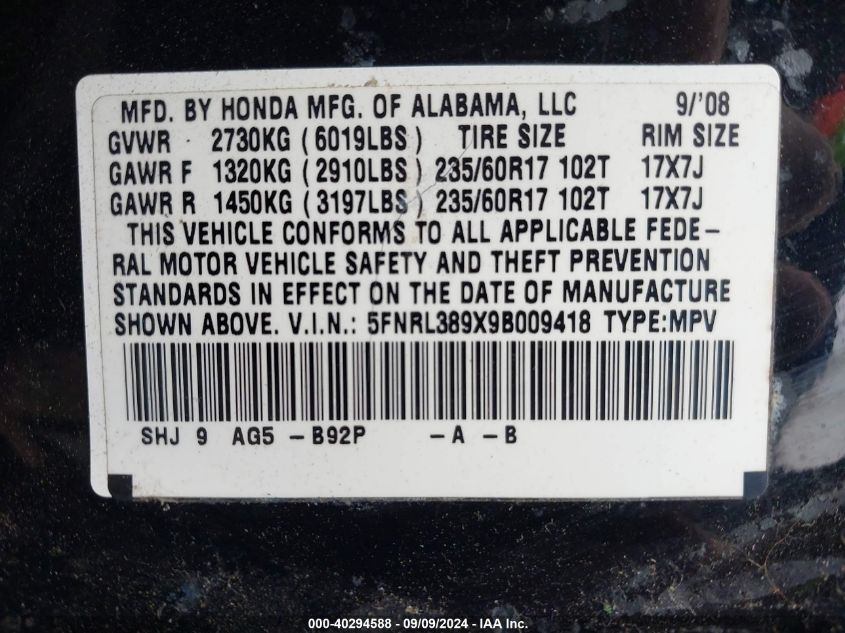 MFD. BY HONDA MFG. OF ALABAMA, LLC 9/'08
GVWR 2730KG (6019LBS) TIRE SIZE RIM SIZE
GAWR F 1320KG (2910LBS) 235/60R17 102T 17X7J
GAWR R 1450KG (3197LBS) 235/60R17 102T 17X7J
THIS VEHICLE CONFORMS TO ALL APPLICABLE FEDE-
RAL MOTOR VEHICLE SAFETY AND THEFT PREVENTION
STANDARDS IN EFFECT ON THE DATE OF MANUFACTURE
SHOWN ABOVE. V.I.N.: 5FNRL389X9B009418 TYPE:MPV
SHJ 9 AG5 -B92P -A -B
000-40294588 - 09/09/2024 - IAA Inc.